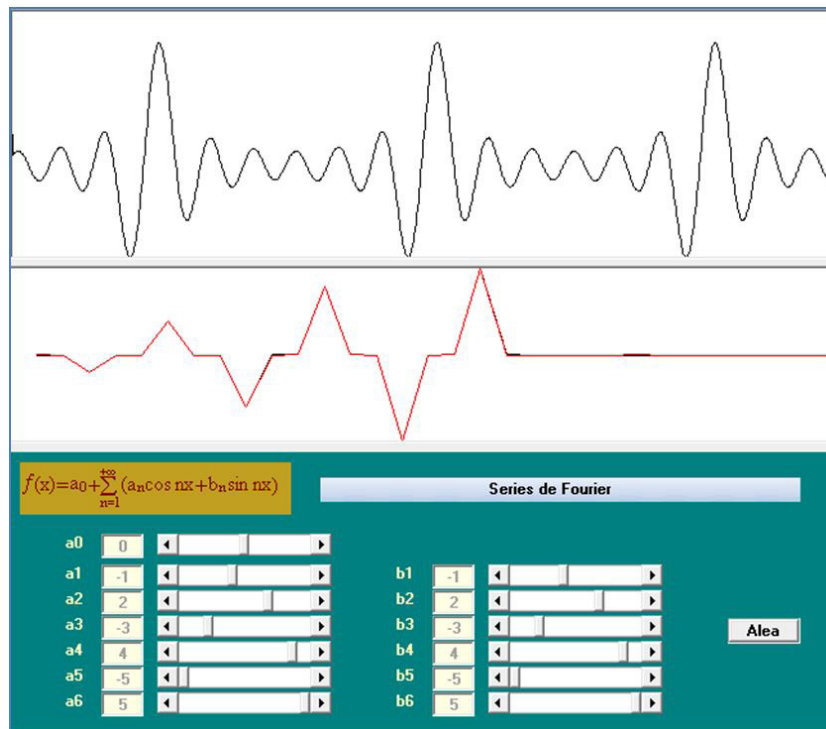 f(x)=a0+∑(ancos nx+bnsin nx)
+∞
n=1
Series de Fourier
a0 0
a1 -1 b1 -1
a2 2 b2 2
a3 -3 b3 -3
Alea
a4 4 b4 4
a5 -5 b5 -5
a6 5 b6 5